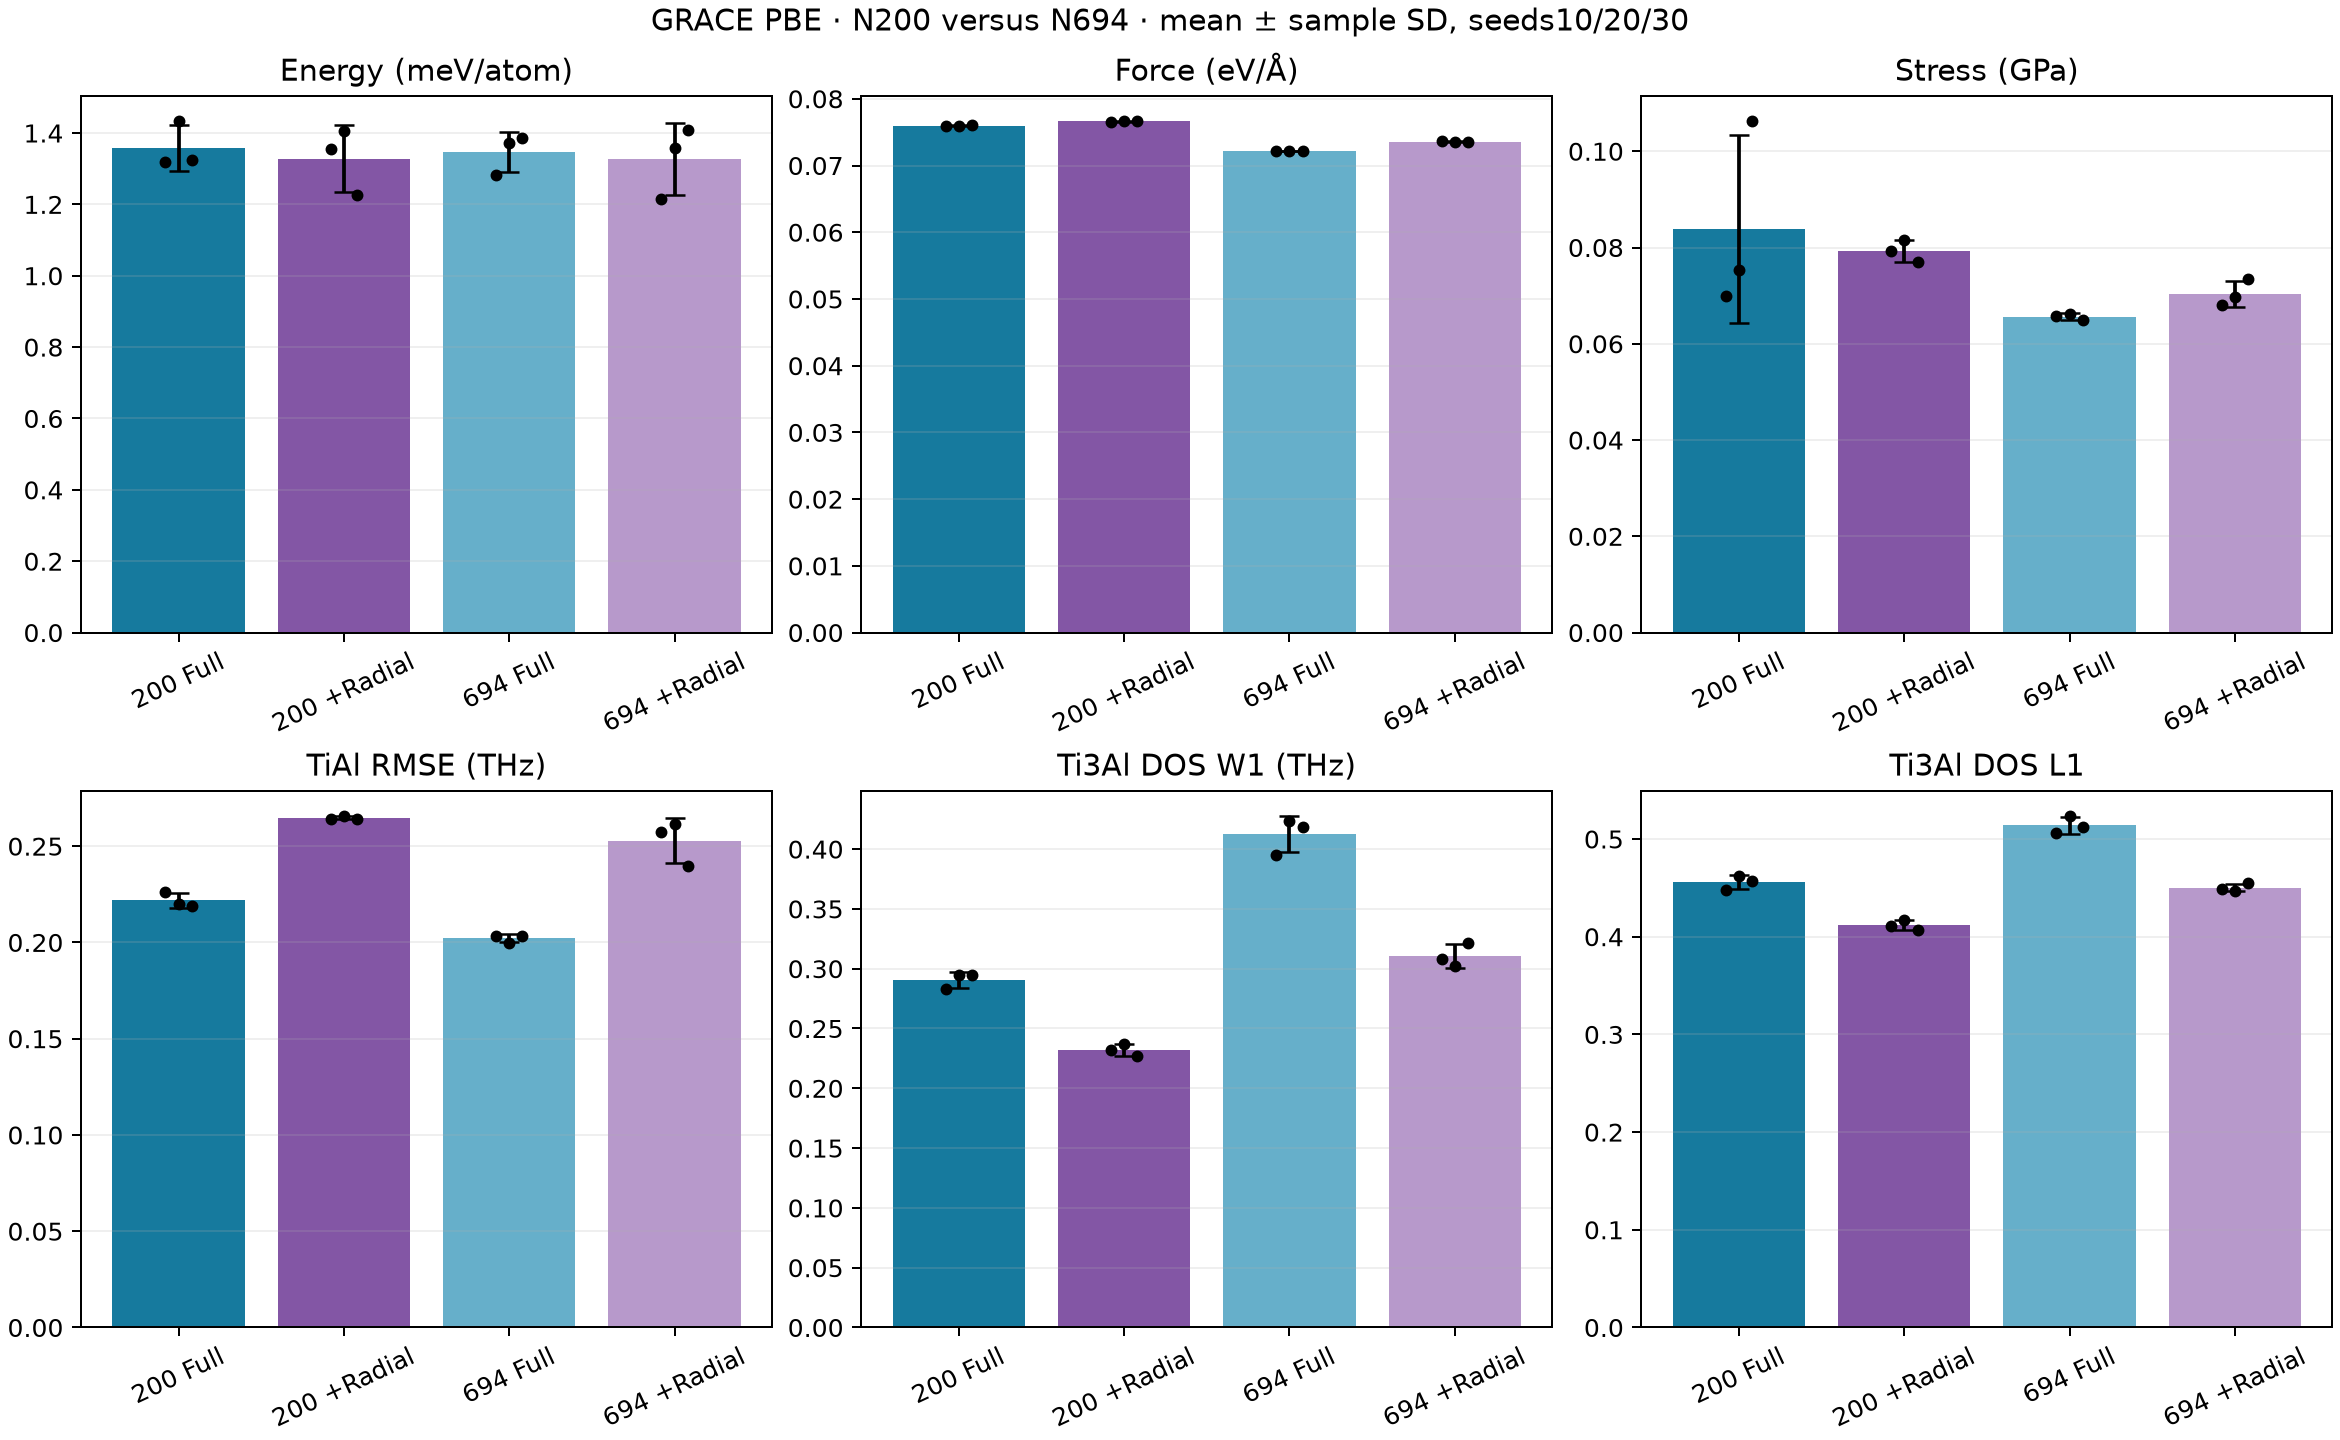 GRACE PBE · N200 versus N694 · mean ± sample SD, seeds10/20/30
Energy (meV/atom)
1.4
1.2
1.0
0.8
0.6
0.4
0.2
0.0
200 Full
200 +Radial
694 Full
694 +Radial
Force (eV/Å)
0.08
0.07
0.06
0.05
0.04
0.03
0.02
0.01
0.00
200 Full
200 +Radial
694 Full
694 +Radial
Stress (GPa)
0.10
0.08
0.06
0.04
0.02
0.00
200 Full
200 +Radial
694 Full
694 +Radial
TiAl RMSE (THz)
0.25
0.20
0.15
0.10
0.05
0.00
200 Full
200 +Radial
694 Full
694 +Radial
Ti3Al DOS W1 (THz)
0.40
0.35
0.30
0.25
0.20
0.15
0.10
0.05
0.00
200 Full
200 +Radial
694 Full
694 +Radial
Ti3Al DOS L1
0.5
0.4
0.3
0.2
0.1
0.0
200 Full
200 +Radial
694 Full
694 +Radial